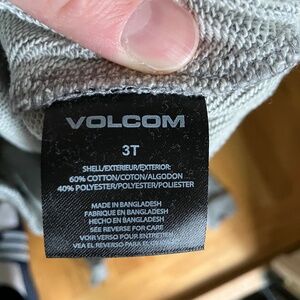 VOLCOM
3T
SHELL/EXTERIEUR/EXTERIOR:
60% COTTON/COTON/ALGODON
40% POLYESTER/POLYESTER/POLIESTER
MADE IN BANGLADESH
FABRIQUE EN BANGLADESH
HECHO EN BANGLADESH
SEE REVERSE FOR CARE
VOIR VERSO POUR ENTRETIEN
VEA EL REVERSO PARA EL